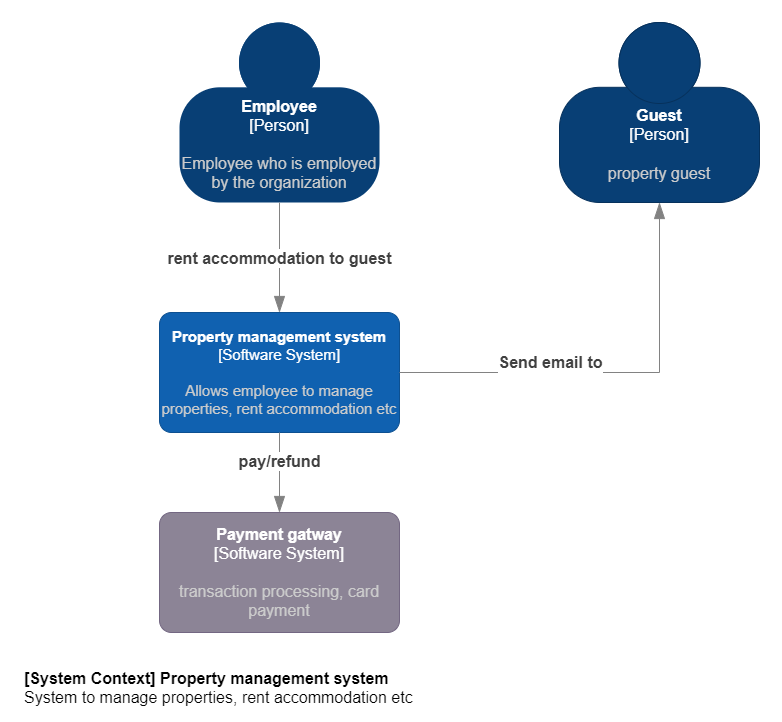 Employee
[Person]
Employee who is employed
by the organization
Guest
[Person]
property guest
rent accommodation to guest
Property management system
[Software System]
Allows employee to manage
properties, rent accommodation etc
Send email to
pay/refund
Payment gatway
[Software System]
transaction processing, card
payment
[System Context] Property management system
System to manage properties, rent accommodation etc